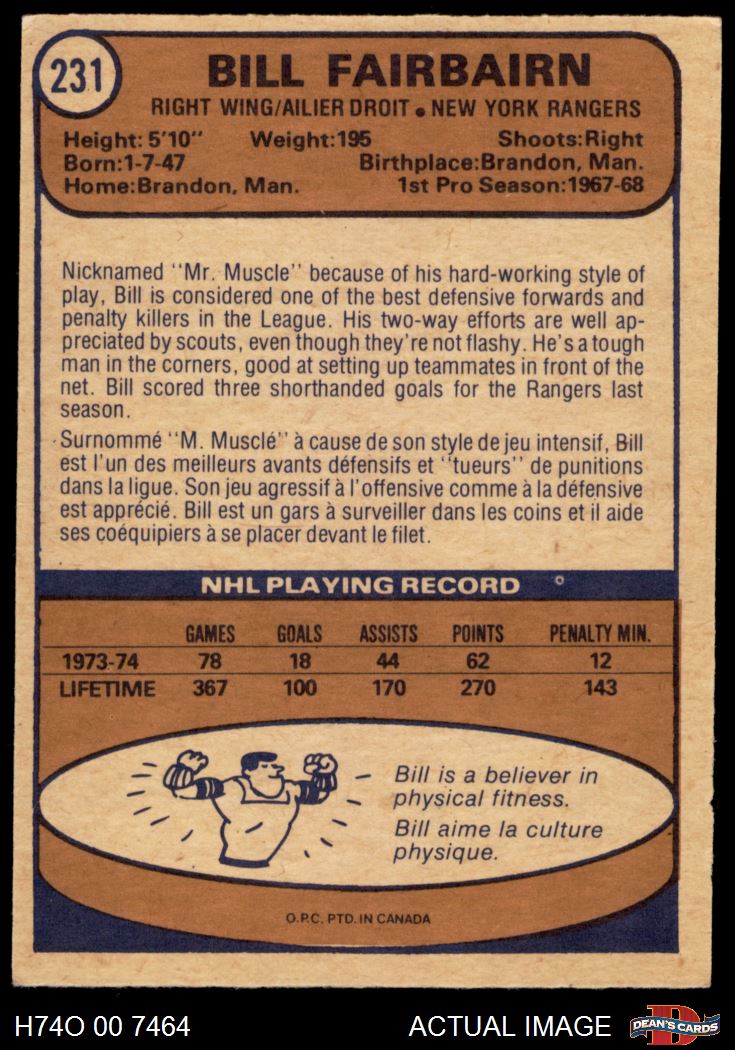 231
BILL FAIRBAIRN
RIGHT WING/AILIER DROIT • NEW YORK RANGERS
Height: 5'10" Weight:195 Shoots:Right
Born:1-7-47 Birthplace:Brandon, Man.
Home:Brandon, Man. 1st Pro Season:1967-68
Nicknamed "Mr. Muscle" because of his hard-working style of
play, Bill is considered one of the best defensive forwards and
penalty killers in the League. His two-way efforts are well ap-
preciated by scouts, even though they're not flashy. He's a tough
man in the corners, good at setting up teammates in front of the
net. Bill scored three shorthanded goals for the Rangers last
season.
Surnommé "M. Musclé" à cause de son style de jeu intensif, Bill
est l'un des meilleurs avants défensifs et "tueurs" de punitions
dans la ligue. Son jeu agressif à l'offensive comme à la défensive
est apprécié. Bill est un gars à surveiller dans les coins et il aide
ses coéquipiers à se placer devant le filet.
NHL PLAYING RECORD
GAMES GOALS ASSISTS POINTS PENALTY MIN.
1973-74 78 18 44 62 12
LIFETIME 367 100 170 270 143
Bill is a believer in
physical fitness.
Bill aime la culture
physique.
O.P.C. PTD. IN CANADA
H74O 00 7464 ACTUAL IMAGE DEAN'S CARDS